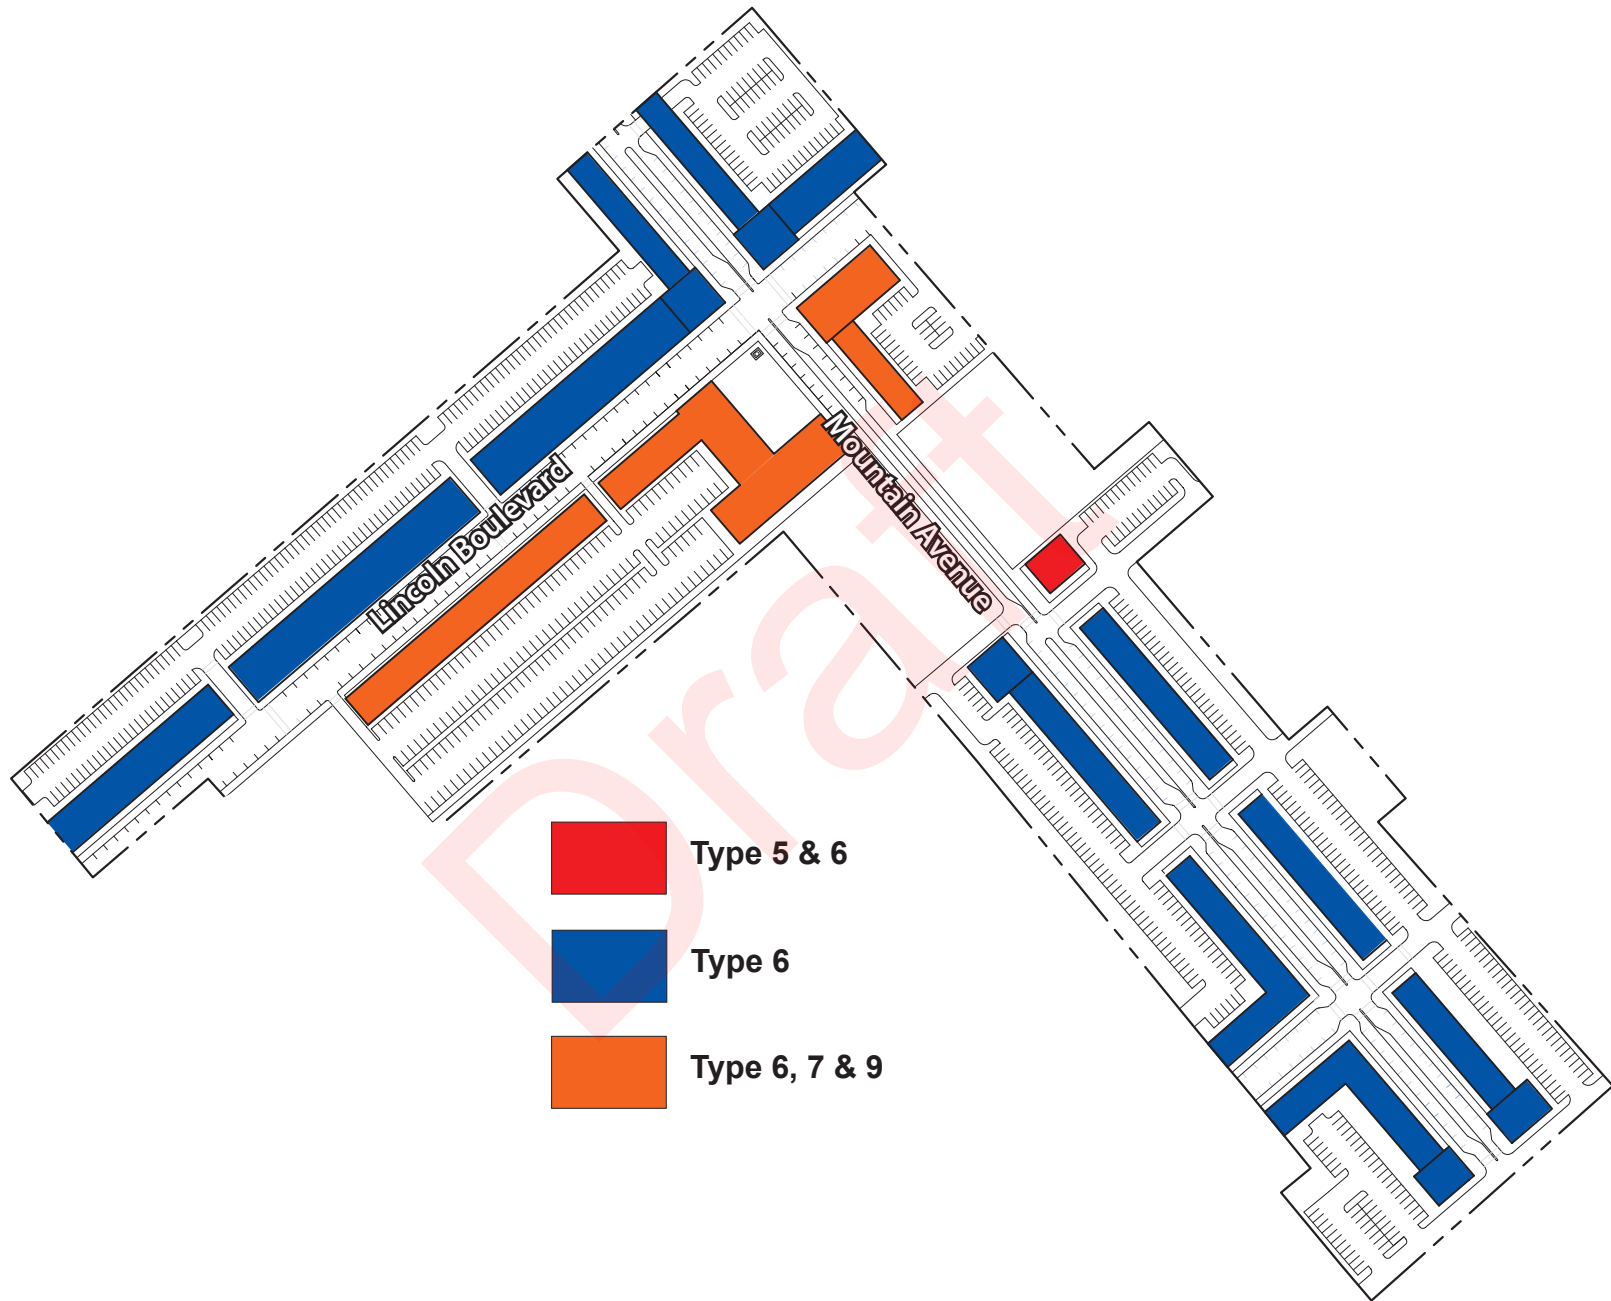 Lincoln Boulevard
Mountain Avenue
Draft
Type 5 & 6
Type 6
Type 6, 7 & 9